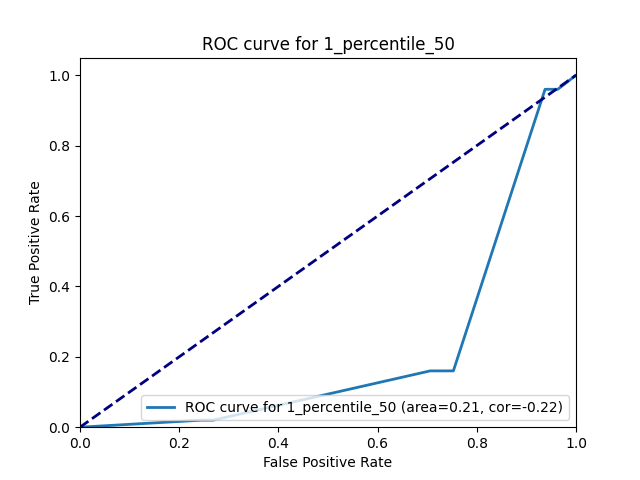 ROC curve for 1_percentile_50
1.0
0.8
0.6
0.4
0.2
0.0
True Positive Rate
ROC curve for 1_percentile_50 (area=0.21, cor=-0.22)
0.0 0.2 0.4 0.6 0.8 1.0
False Positive Rate